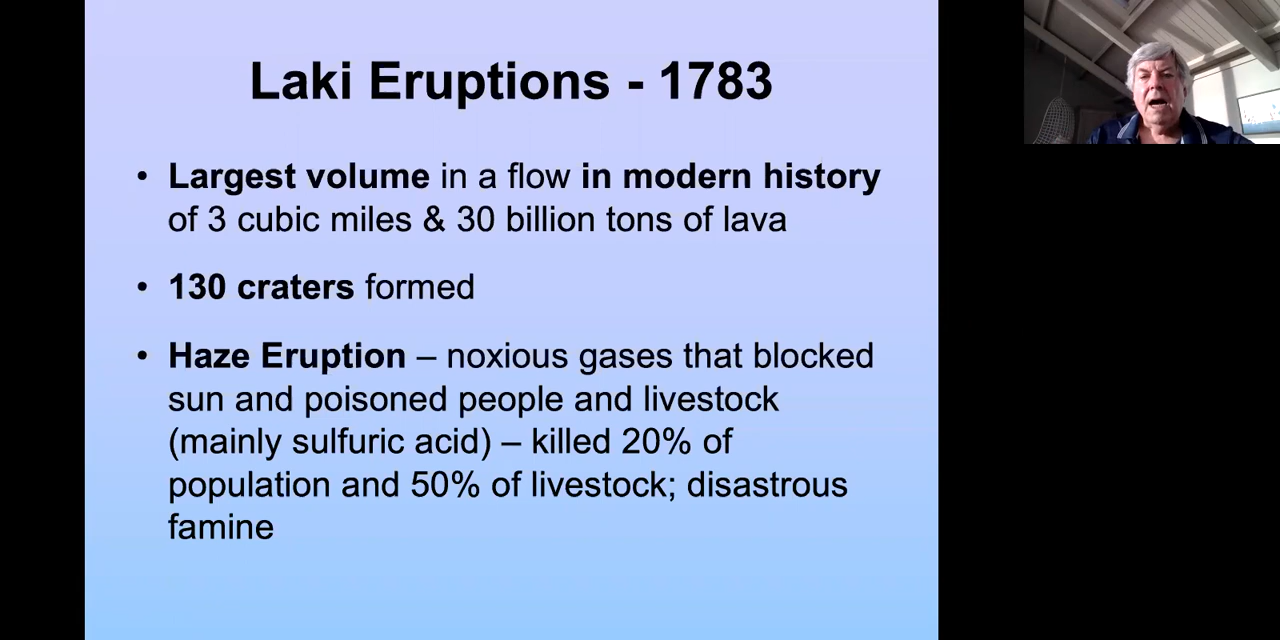 Laki Eruptions - 1783
• Largest volume in a flow in modern history
of 3 cubic miles & 30 billion tons of lava
• 130 craters formed
• Haze Eruption – noxious gases that blocked
sun and poisoned people and livestock
(mainly sulfuric acid) – killed 20% of
population and 50% of livestock; disastrous
famine